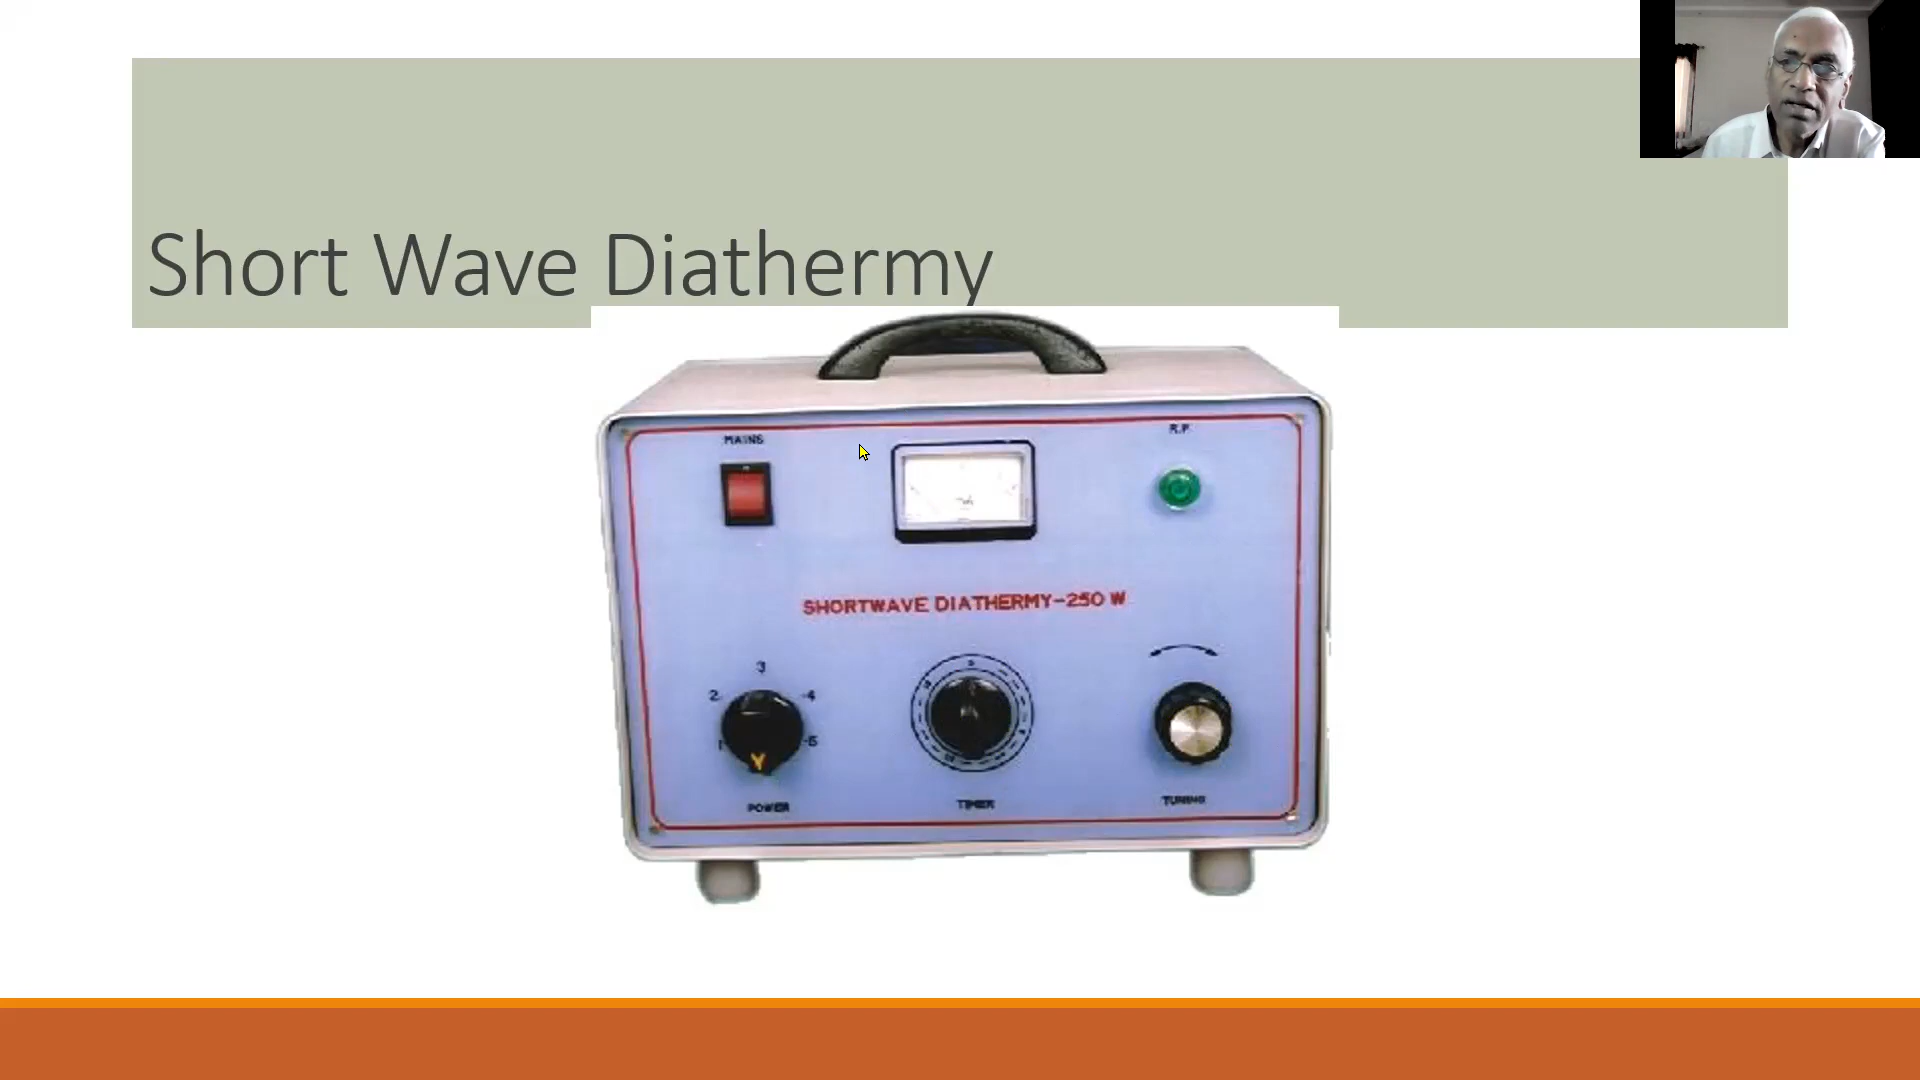 Short Wave Diathermy
MAINS
R.F.
SHORTWAVE DIATHERMY-250 W
3
2 4
1 5
Y
POWER
TIMER
TUNING